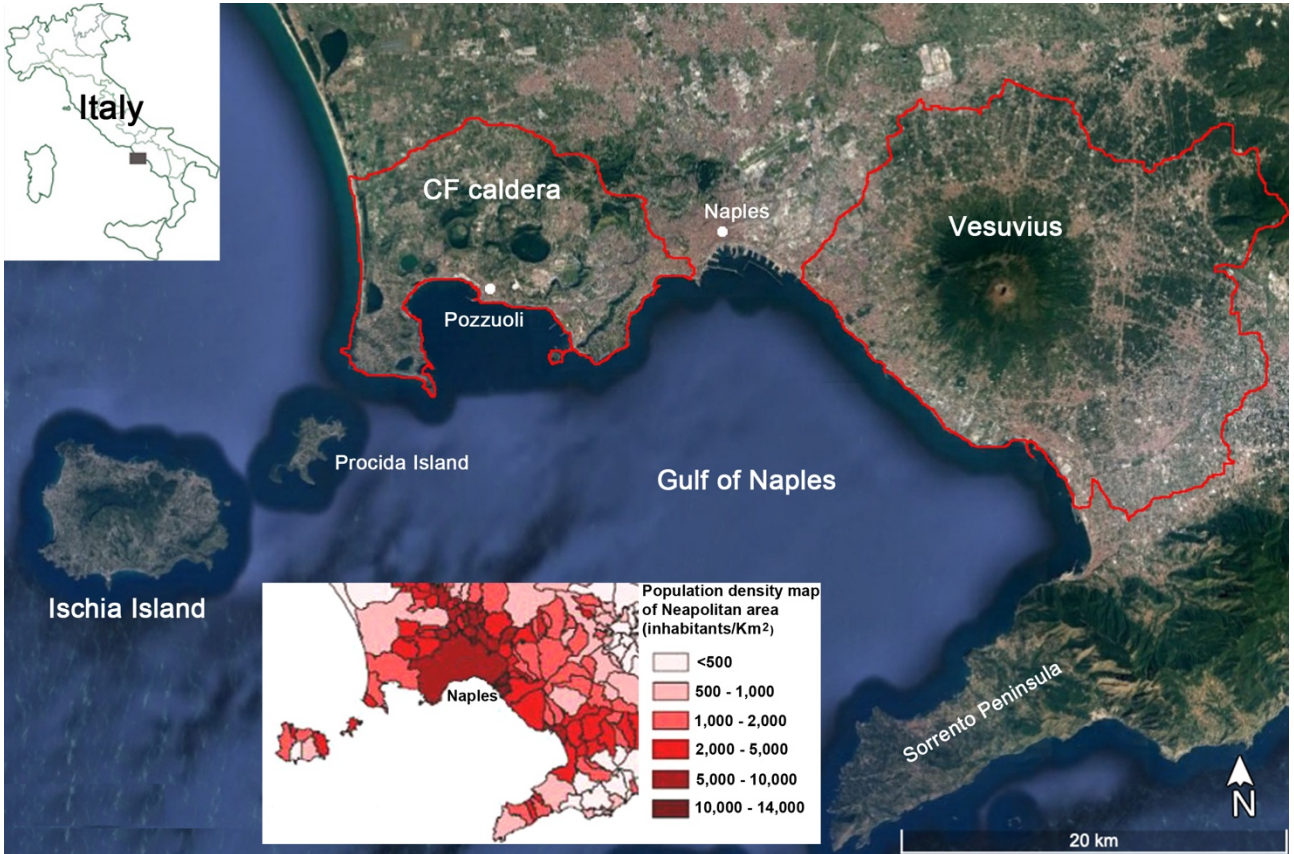 Italy
CF caldera
Naples
Vesuvius
Pozzuoli
Procida Island
Gulf of Naples
Ischia Island
Population density map
of Neapolitan area
(inhabitants/Km²)
<500
500 - 1,000
1,000 - 2,000
2,000 - 5,000
5,000 - 10,000
10,000 - 14,000
Naples
Sorrento Peninsula
N
20 km